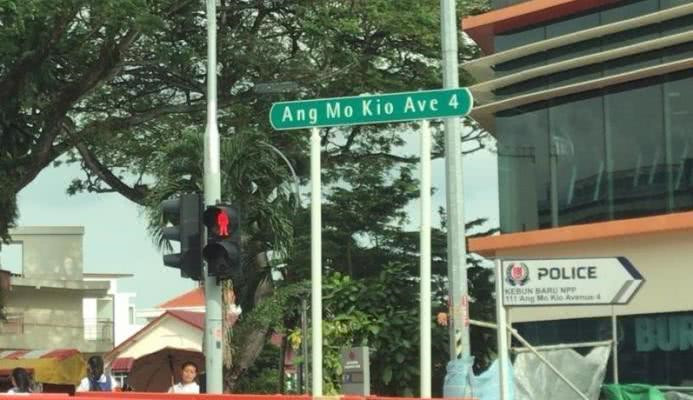 Ang Mo Kio Ave 4
POLICE
KEBUN BARU NPP
111 Ang Mo Kio Avenue 4